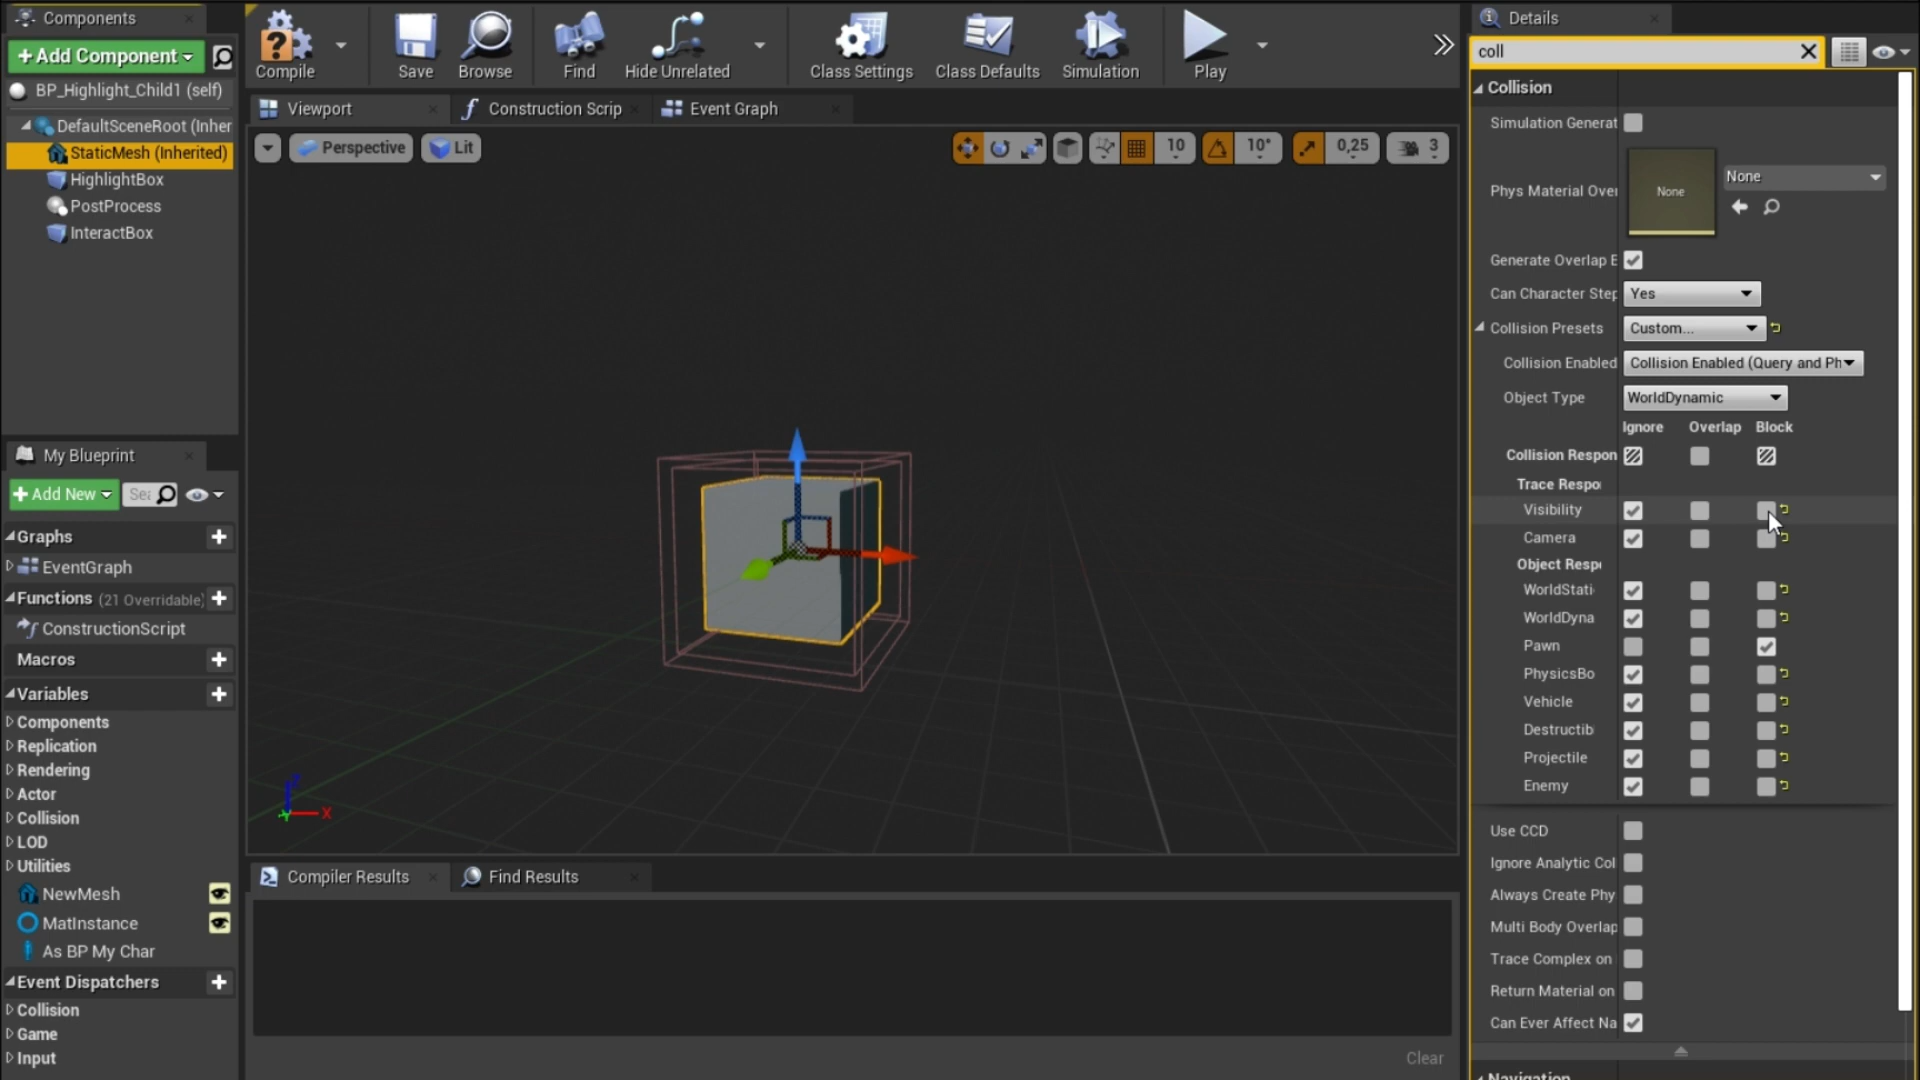 Components
+ Add Component
BP_Highlight_Child1 (self)
DefaultSceneRoot (Inher
StaticMesh (Inherited)
HighlightBox
PostProcess
InteractBox
My Blueprint
+ Add New
Sea
Graphs
EventGraph
Functions (21 Overridable)
ConstructionScript
Macros
Variables
Components
Replication
Rendering
Actor
Collision
LOD
Utilities
NewMesh
MatInstance
As BP My Char
Event Dispatchers
Collision
Game
Input
Compile
Save
Browse
Find
Hide Unrelated
Class Settings
Class Defaults
Simulation
Play
Viewport
Construction Scrip
Event Graph
Perspective
Lit
10
10°
0,25
3
Z
X
Compiler Results
Find Results
Clear
Details
coll
Collision
Simulation Generat
Phys Material Over
None
None
Generate Overlap E
Can Character Step
Yes
Collision Presets
Custom...
Collision Enabled
Collision Enabled (Query and Ph
Object Type
WorldDynamic
Ignore Overlap Block
Collision Respon
Trace Respo
Visibility
Camera
Object Respo
WorldStati
WorldDyna
Pawn
PhysicsBo
Vehicle
Destructib
Projectile
Enemy
Use CCD
Ignore Analytic Col
Always Create Phy
Multi Body Overlap
Trace Complex on
Return Material on
Can Ever Affect Na
Navigation